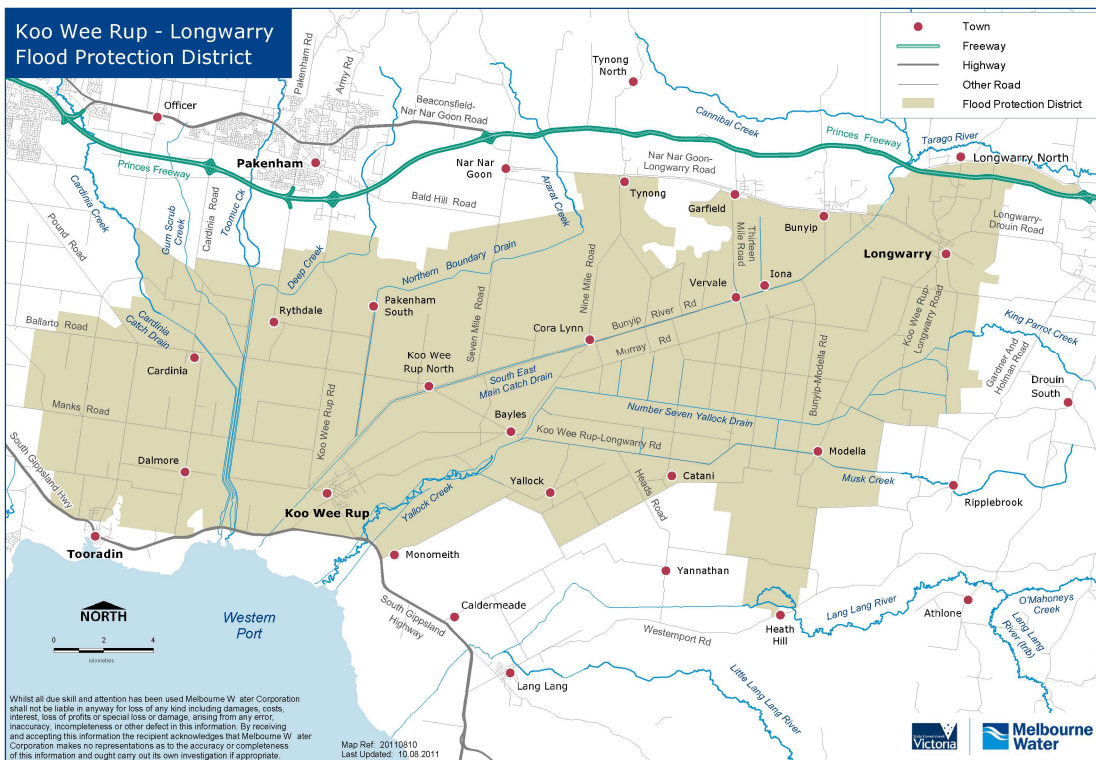 Koo Wee Rup - Longwarry
Flood Protection District
Town
Freeway
Highway
Other Road
Flood Protection District
Pakenham Rd
Army Rd
Tynong
North
Officer
Beaconsfield-
Nar Nar Goon Road
Cannibal Creek
Princes Freeway
Tarago River
Longwarry North
Pakenham
Princes Freeway
Nar Nar
Goon
Nar Nar Goon-
Longwarry Road
Cardinia Creek
Gum Scrub
Creek
Cardinia Road
Toomuc Ck
Bald Hill Road
Ararat Creek
Tynong
Garfield
Bunyip
Longwarry-
Drouin Road
Pound Road
Thirteen
Mile Road
Longwarry
Deep Creek
Northern Boundary Drain
Nine Mile Road
Iona
Vervale
Rythdale
Pakenham
South
Seven Mile Road
Bunyip River Rd
Koo Wee Rup-
Longwarry Road
King Parrot Creek
Ballarto Road
Cardinia
Catch Drain
Cora Lynn
Murray Rd
Gardner And
Holman Road
Cardinia
Koo Wee
Rup North
South East
Main Catch Drain
Bunyip-Modella Rd
Drouin
South
Manks Road
Koo Wee Rup Rd
Bayles
Number Seven Yallock Drain
Koo Wee Rup-Longwarry Rd
Modella
South Gippsland Hwy
Dalmore
Koo Wee Rup
Yallock Creek
Yallock
Heads Road
Catani
Musk Creek
Ripplebrook
Tooradin
Monomeith
Yannathan
NORTH
Western
Port
South Gippsland
Highway
Caldermeade
Lang Lang River
Heath
Hill
Westernport Rd
Athlone
O'Mahoneys
Creek
Lang Lang
River (trib)
0 2 4
kilometres
Lang Lang
Little Lang Lang River
Whilst all due skill and attention has been used Melbourne W ater Corporation
shall not be liable in anyway for loss of any kind including damages, costs,
interest, loss of profits or special loss or damage, arising from any error,
inaccuracy, incompleteness or other defect in this information. By receiving
and accepting this information the recipient acknowledges that Melbourne W ater
Corporation makes no representations as to the accuracy or completeness
of this information and ought carry out its own investigation if appropriate.
Map Ref: 20110810
Last Updated: 10.08.2011
State Government
Victoria
Melbourne
Water